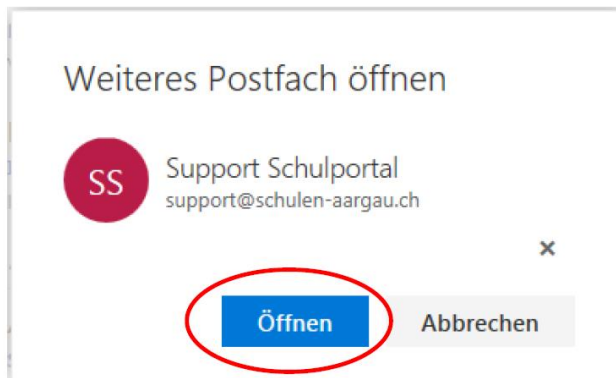 Weiteres Postfach öffnen
SS
Support Schulportal
support@schulen-aargau.ch
×
Öffnen Abbrechen